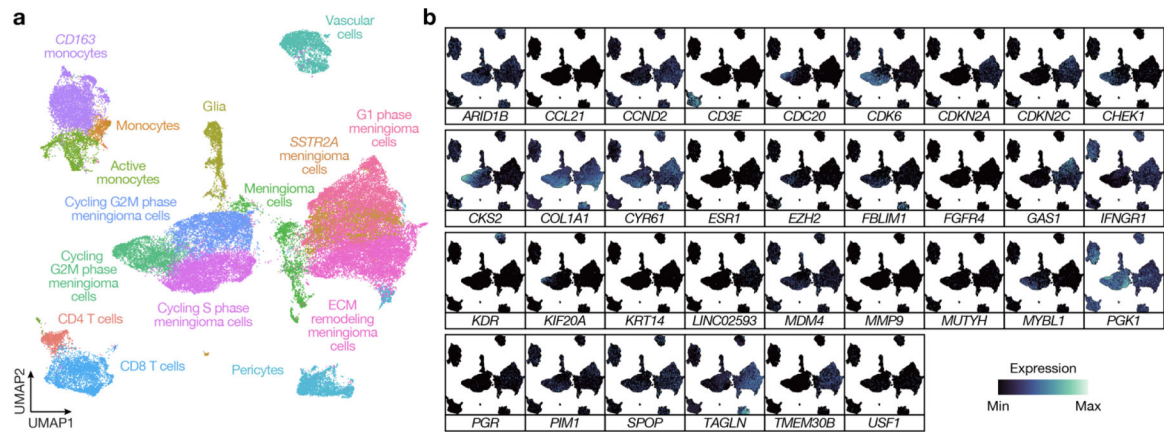 a
b
Vascular
cells
CD163
monocytes
Glia
Monocytes
G1 phase
meningioma
cells
SSTR2A
meningioma
cells
Active
monocytes
Meningioma
cells
Cycling G2M phase
meningioma cells
Cycling
G2M phase
meningioma
cells
Cycling S phase
meningioma cells
ECM
remodeling
meningioma
cells
CD4 T cells
CD8 T cells
Pericytes
UMAP2
UMAP1
ARID1B CCL21 CCND2 CD3E CDC20 CDK6 CDKN2A CDKN2C CHEK1
CKS2 COL1A1 CYR61 ESR1 EZH2 FBLIM1 FGFR4 GAS1 IFNGR1
KDR KIF20A KRT14 LINC02593 MDM4 MMP9 MUTYH MYBL1 PGK1
PGR PIM1 SPOP TAGLN TMEM30B USF1
Expression
Min Max